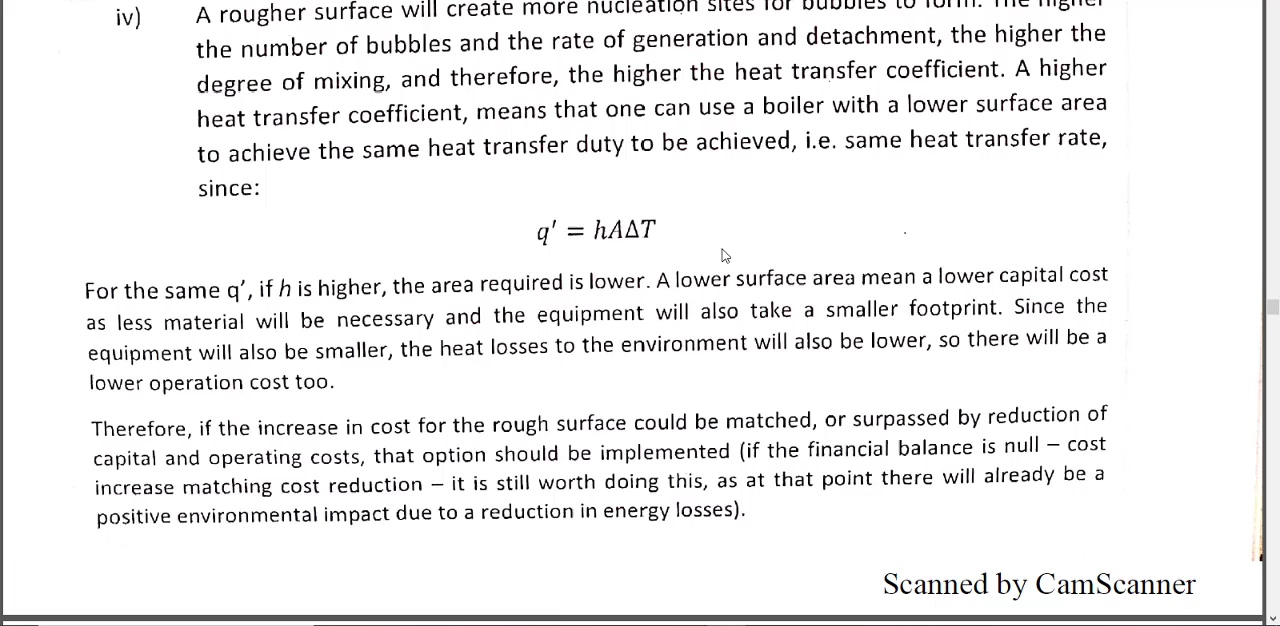 iv) A rougher surface will create more nucleation sites for bubbles to form. The higher
the number of bubbles and the rate of generation and detachment, the higher the
degree of mixing, and therefore, the higher the heat transfer coefficient. A higher
heat transfer coefficient, means that one can use a boiler with a lower surface area
to achieve the same heat transfer duty to be achieved, i.e. same heat transfer rate,
since:
q′ = hAΔT
For the same q′, if h is higher, the area required is lower. A lower surface area mean a lower capital cost
as less material will be necessary and the equipment will also take a smaller footprint. Since the
equipment will also be smaller, the heat losses to the environment will also be lower, so there will be a
lower operation cost too.
Therefore, if the increase in cost for the rough surface could be matched, or surpassed by reduction of
capital and operating costs, that option should be implemented (if the financial balance is null – cost
increase matching cost reduction – it is still worth doing this, as at that point there will already be a
positive environmental impact due to a reduction in energy losses).
Scanned by CamScanner